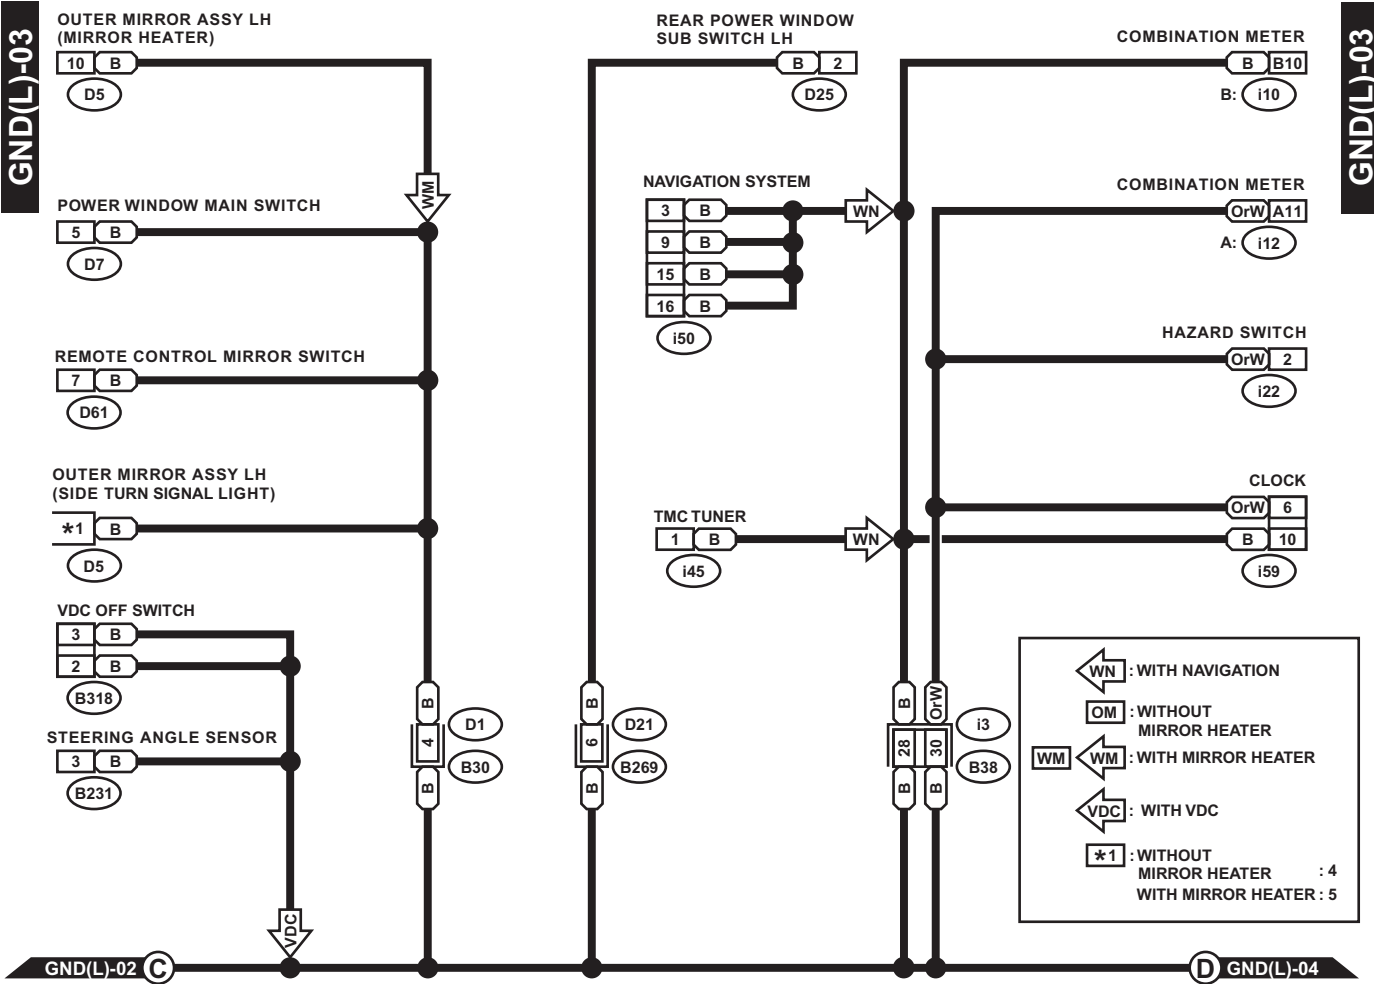 GND(L)-03
OUTER MIRROR ASSY LH
(MIRROR HEATER)
10 B
D5
WM
POWER WINDOW MAIN SWITCH
5 B
D7
REMOTE CONTROL MIRROR SWITCH
7 B
D61
OUTER MIRROR ASSY LH
(SIDE TURN SIGNAL LIGHT)
*1 B
D5
VDC OFF SWITCH
3 B
2 B
B318
STEERING ANGLE SENSOR
3 B
B231
VDC
B
4
B
D1
B30
REAR POWER WINDOW
SUB SWITCH LH
B 2
D25
B
6
B
D21
B269
NAVIGATION SYSTEM
3 B
9 B
15 B
16 B
i50
WN
TMC TUNER
1 B
i45
WN
COMBINATION METER
B B10
B: i10
COMBINATION METER
OrW A11
A: i12
HAZARD SWITCH
OrW 2
i22
CLOCK
OrW 6
B 10
i59
B OrW
28 30
B B
i3
B38
WN : WITH NAVIGATION
OM : WITHOUT
MIRROR HEATER
WM WM : WITH MIRROR HEATER
VDC : WITH VDC
*1 : WITHOUT
MIRROR HEATER : 4
WITH MIRROR HEATER : 5
GND(L)-02 C
D GND(L)-04
GND(L)-03